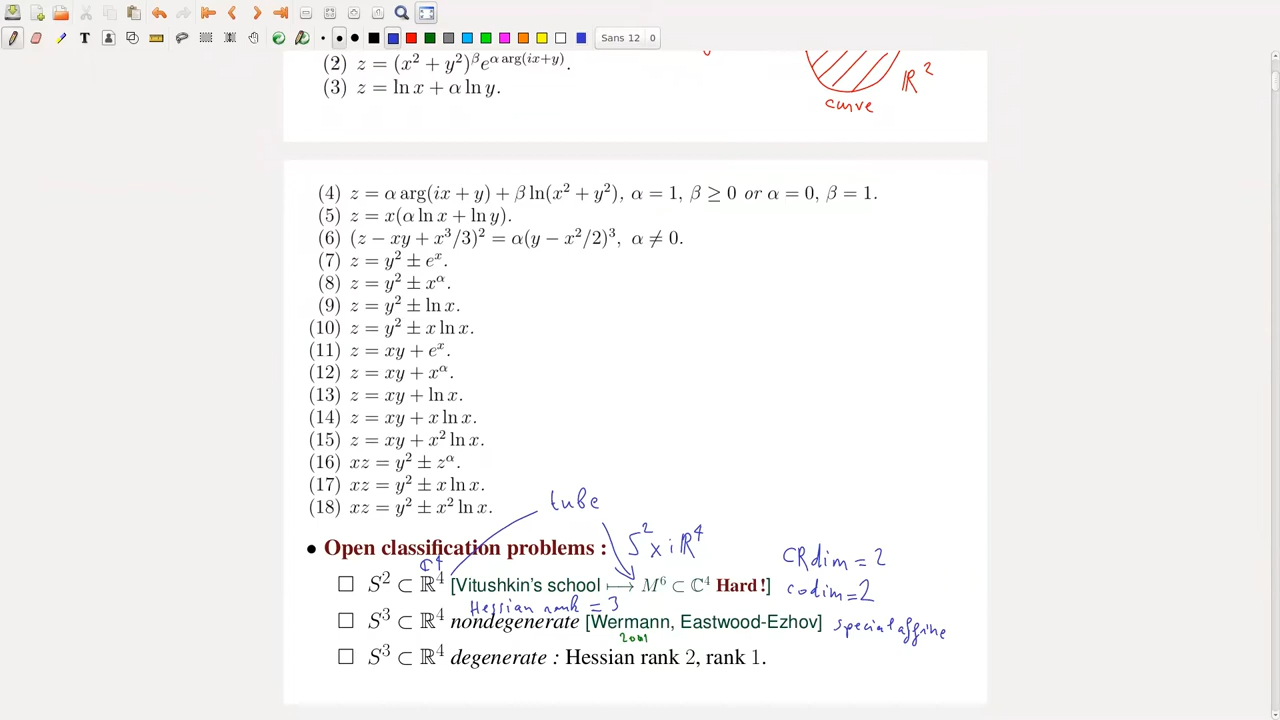 Sans 12 0
(2) z = (x² + y²)^β e^{α arg(ix+y)}.
(3) z = ln x + α ln y.
ℝ²
curve
(4) z = α arg(ix + y) + β ln(x² + y²), α = 1, β ≥ 0 or α = 0, β = 1.
(5) z = x(α ln x + ln y).
(6) (z − xy + x³/3)² = α(y − x²/2)³, α ≠ 0.
(7) z = y² ± e^x.
(8) z = y² ± x^α.
(9) z = y² ± ln x.
(10) z = y² ± x ln x.
(11) z = xy + e^x.
(12) z = xy + x^α.
(13) z = xy + ln x.
(14) z = xy + x ln x.
(15) z = xy + x² ln x.
(16) xz = y² ± z^α.
(17) xz = y² ± x ln x.
(18) xz = y² ± x² ln x.
tube
• Open classification problems :
S² × iℝ⁴
CRdim = 2
ℂ⁴
□ S² ⊂ ℝ⁴ [Vitushkin's school ⟼ M⁶ ⊂ ℂ⁴ Hard!]
codim = 2
Hessian rank = 3
□ S³ ⊂ ℝ⁴ nondegenerate [Wermann, Eastwood-Ezhov]
special affine
2001
□ S³ ⊂ ℝ⁴ degenerate : Hessian rank 2, rank 1.